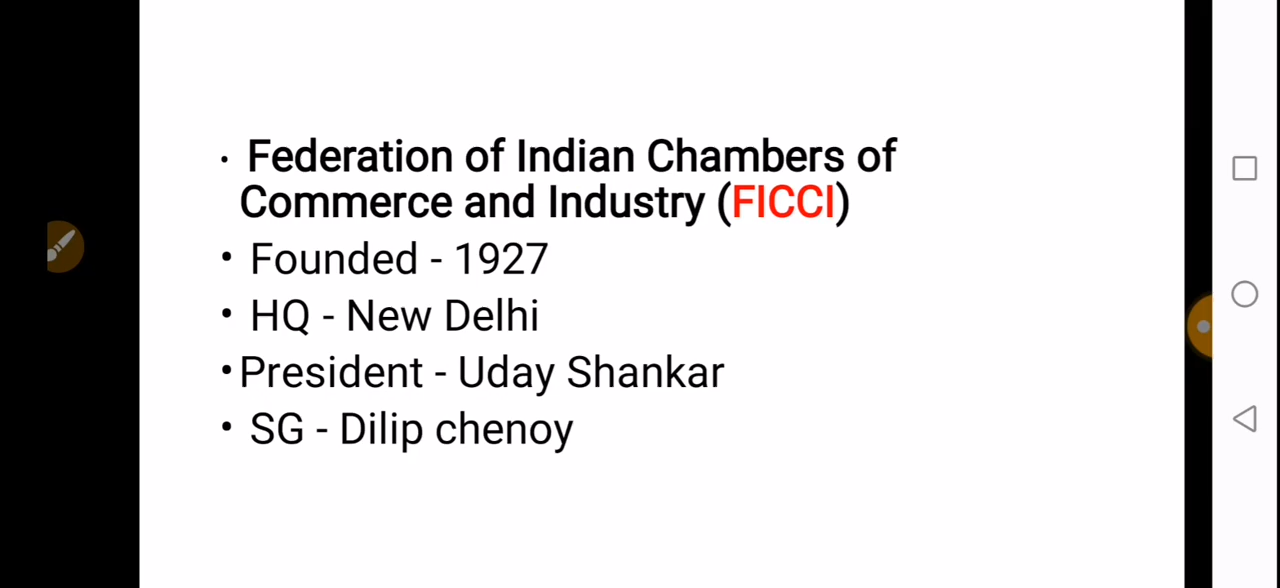 • Federation of Indian Chambers of
Commerce and Industry (FICCI)
• Founded - 1927
• HQ - New Delhi
• President - Uday Shankar
• SG - Dilip chenoy